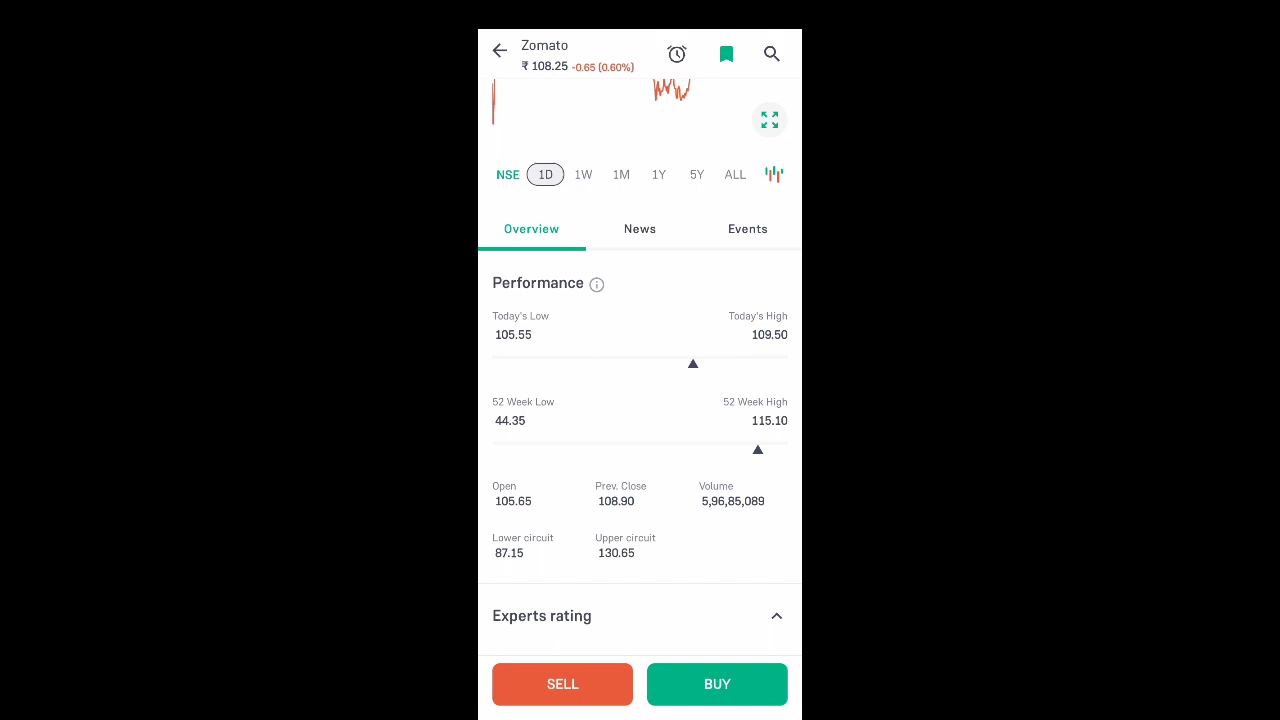 Zomato
₹ 108.25 -0.65 (0.60%)
NSE 1D 1W 1M 1Y 5Y ALL
Overview News Events
Performance
Today's Low Today's High
105.55 109.50
52 Week Low 52 Week High
44.35 115.10
Open Prev. Close Volume
105.65 108.90 5,96,85,089
Lower circuit Upper circuit
87.15 130.65
Experts rating
SELL BUY